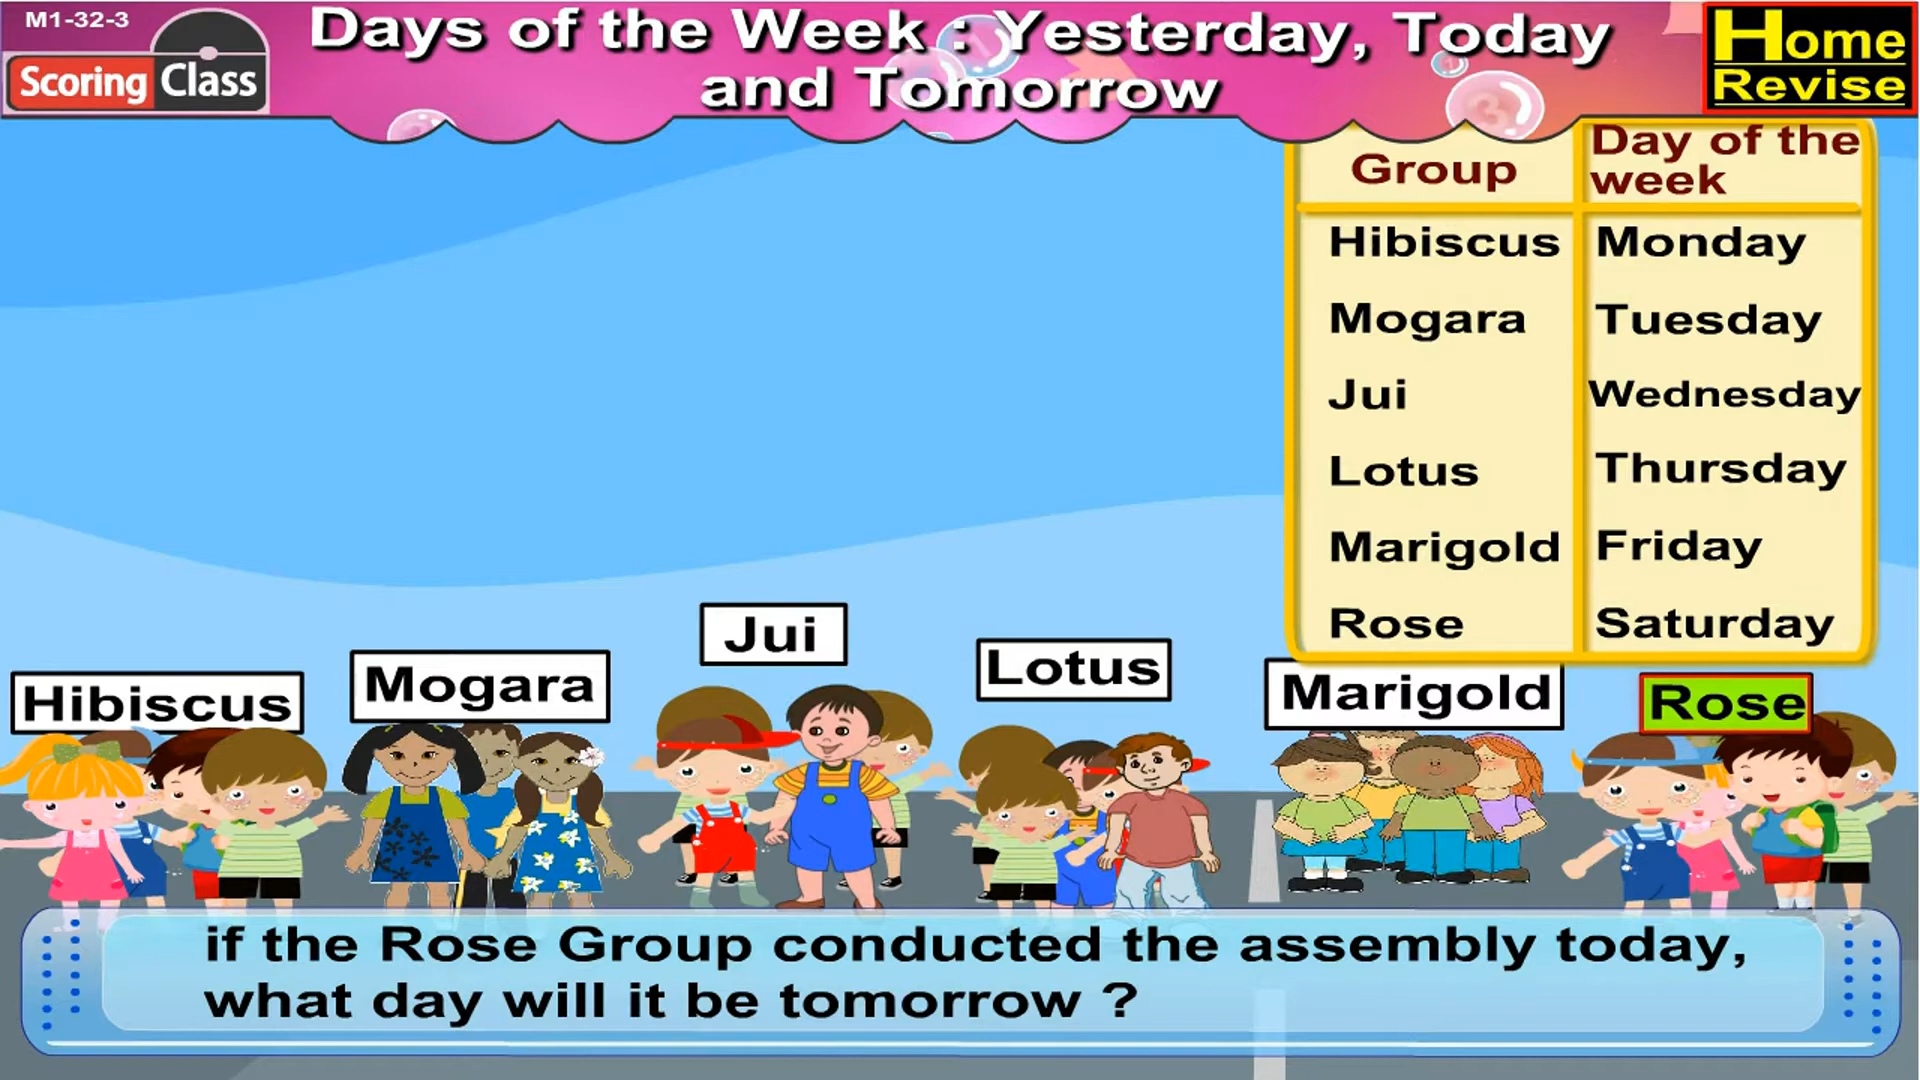 M1-32-3
Scoring Class
Days of the Week : Yesterday, Today
and Tomorrow
Home
Revise
Group Day of the week
Hibiscus Monday
Mogara Tuesday
Jui Wednesday
Lotus Thursday
Marigold Friday
Rose Saturday
Hibiscus
Mogara
Jui
Lotus
Marigold
Rose
if the Rose Group conducted the assembly today,
what day will it be tomorrow ?